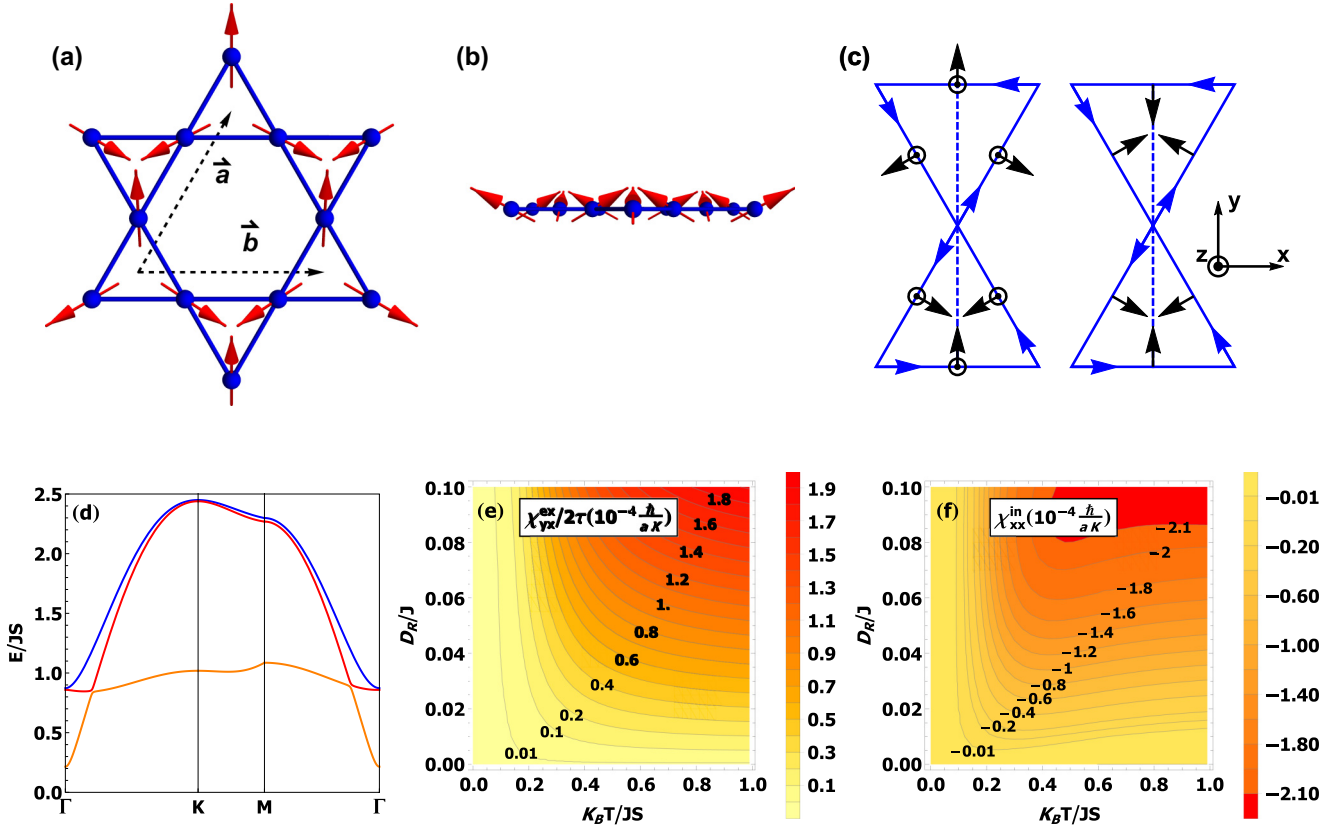 (a)
a
b
(b)
(c)
y
z
x
(d)
E/JS
2.5
2.0
1.5
1.0
0.5
0.0
Γ
K
M
Γ
(e)
χ^ex_yx/2τ(10^-4 ℏ/aK)
D_R/J
0.10
0.08
0.06
0.04
0.02
0.00
1.8
1.6
1.4
1.2
1.
0.8
0.6
0.4
0.2
0.1
0.01
0.0 0.2 0.4 0.6 0.8 1.0
K_BT/JS
1.9
1.7
1.5
1.3
1.1
0.9
0.7
0.5
0.3
0.1
(f)
χ^in_xx(10^-4 ℏ/aK)
D_R/J
0.10
0.08
0.06
0.04
0.02
0.00
−2.1
−2
−1.8
−1.6
−1.4
−1.2
−1
−0.8
−0.6
−0.4
−0.2
−0.01
0.0 0.2 0.4 0.6 0.8 1.0
K_BT/JS
−0.01
−0.20
−0.60
−1.00
−1.40
−1.80
−2.10